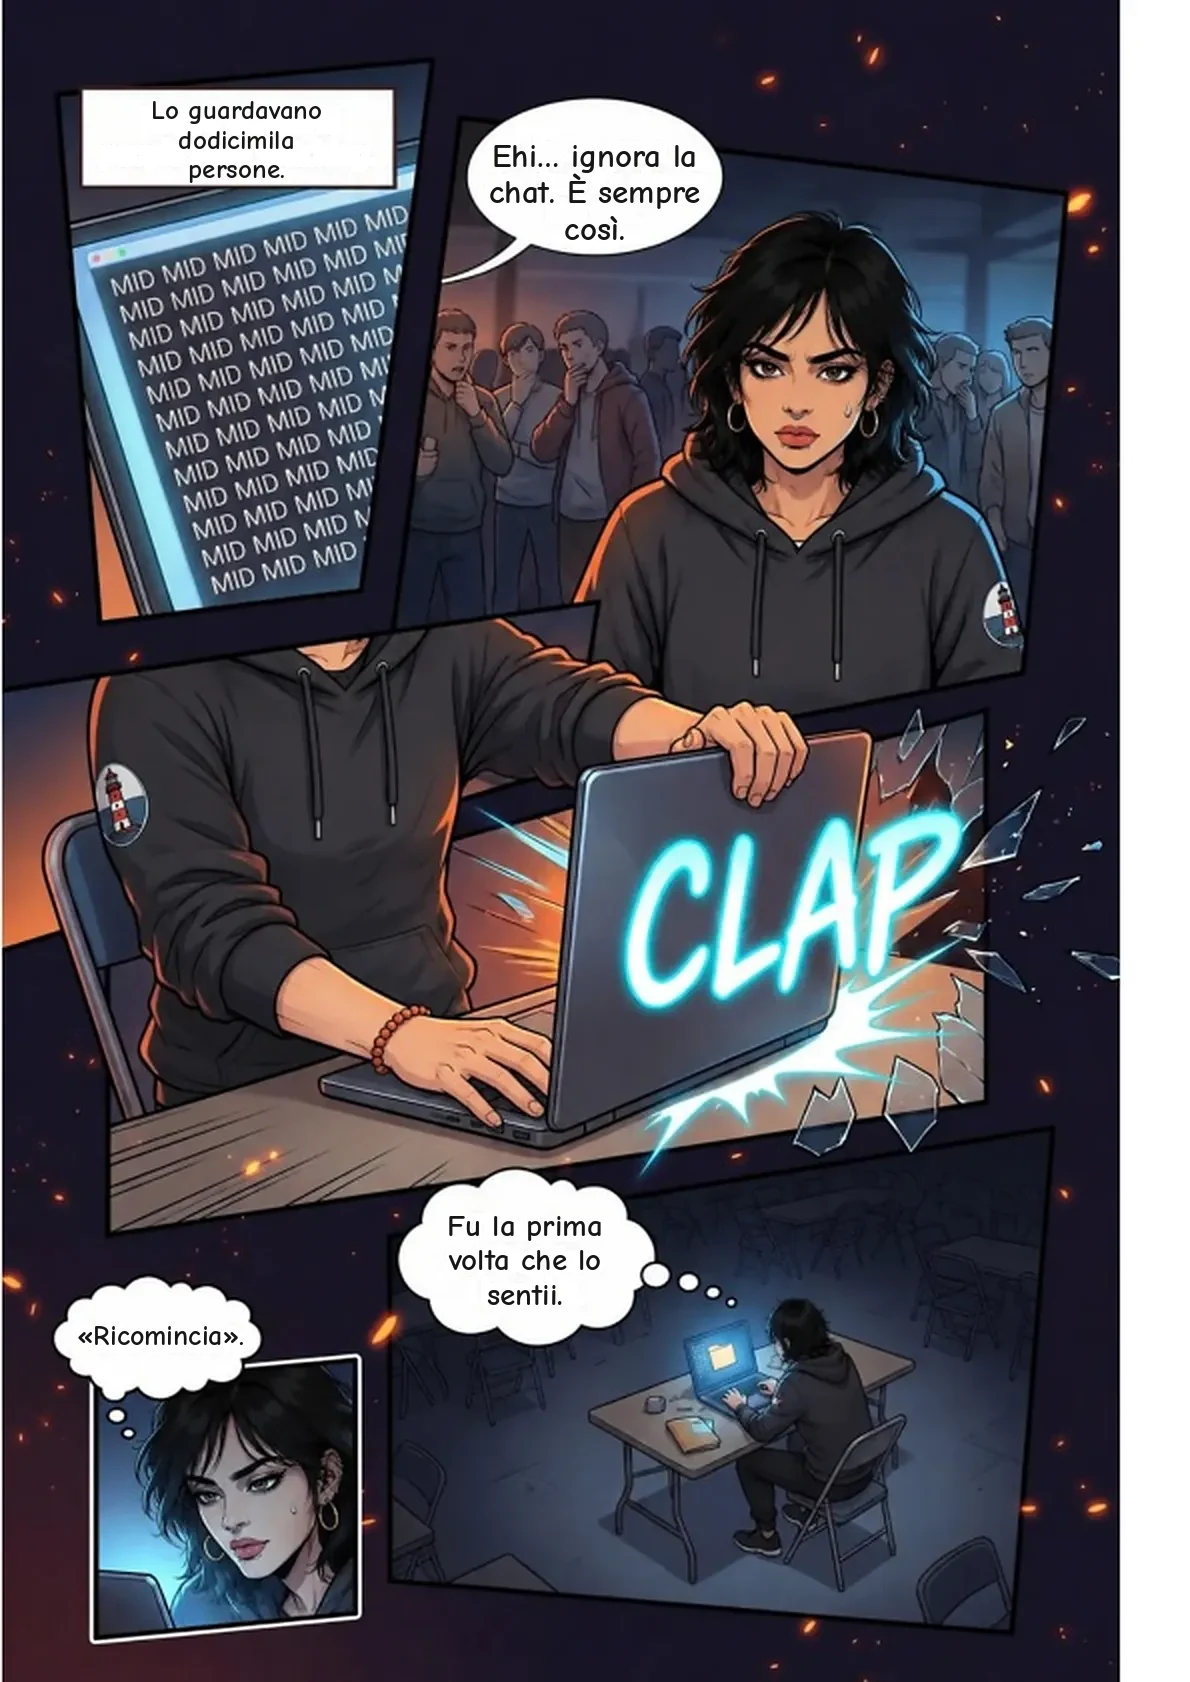 Lo guardavano
dodicimila
persone.
Ehi... ignora la
chat. È sempre
così.
MID MID MID MID MID MID
MID MID MID MID MID MID
MID MID MID MID MID
MID MID MID MID MID
MID MID MID MID MID
MID MID MID MID
MID MID MID MID
MID MID MID MID
MID MID MID
MID MID MID
MID MID MID
MID MID MID
CLAP
Fu la prima
volta che lo
sentii.
«Ricomincia».